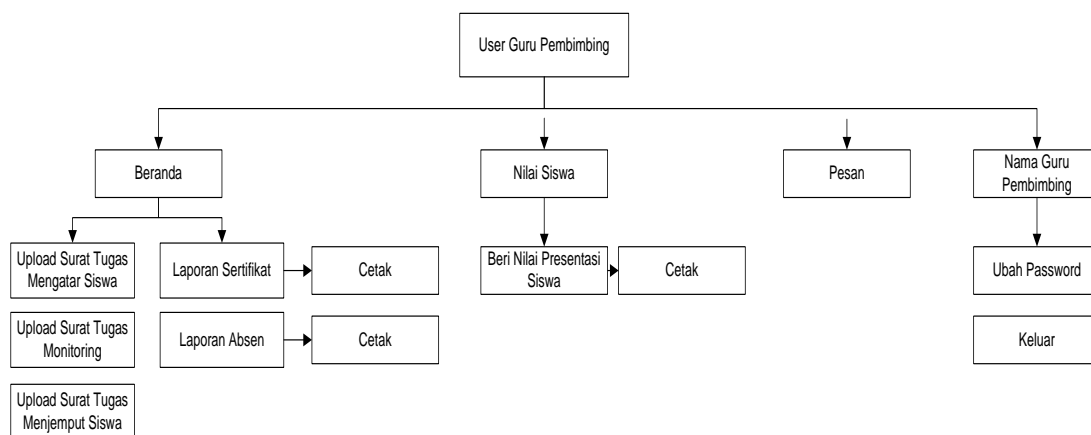 User Guru Pembimbing
Beranda
Nilai Siswa
Pesan
Nama Guru
Pembimbing
Upload Surat Tugas
Mengatar Siswa
Laporan Sertifikat
Cetak
Beri Nilai Presentasi
Siswa
Cetak
Ubah Password
Upload Surat Tugas
Monitoring
Laporan Absen
Cetak
Keluar
Upload Surat Tugas
Menjemput Siswa